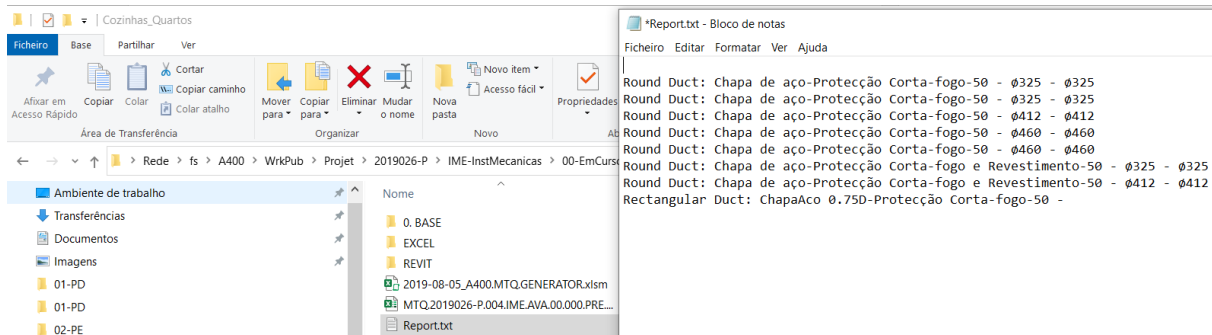 Cozinhas_Quartos
Ficheiro Base Partilhar Ver
Afixar em Acesso Rápido
Copiar
Colar
Cortar
Copiar caminho
Colar atalho
Área de Transferência
Mover para
Copiar para
Eliminar
Mudar o nome
Organizar
Nova pasta
Novo item
Acesso fácil
Novo
Propriedades
Ab
Rede > fs > A400 > WrkPub > Projet > 2019026-P > IME-InstMecanicas > 00-EmCurso
Ambiente de trabalho
Transferências
Documentos
Imagens
01-PD
01-PD
02-PE
Nome
0. BASE
EXCEL
REVIT
2019-08-05_A400.MTQ.GENERATOR.xlsm
MTQ.2019026-P.004.IME.AVA.00.000.PRE....
Report.txt
*Report.txt - Bloco de notas
Ficheiro Editar Formatar Ver Ajuda
Round Duct: Chapa de aço-Protecção Corta-fogo-50 - ø325 - ø325
Round Duct: Chapa de aço-Protecção Corta-fogo-50 - ø325 - ø325
Round Duct: Chapa de aço-Protecção Corta-fogo-50 - ø412 - ø412
Round Duct: Chapa de aço-Protecção Corta-fogo-50 - ø460 - ø460
Round Duct: Chapa de aço-Protecção Corta-fogo-50 - ø460 - ø460
Round Duct: Chapa de aço-Protecção Corta-fogo e Revestimento-50 - ø325 - ø325
Round Duct: Chapa de aço-Protecção Corta-fogo e Revestimento-50 - ø412 - ø412
Rectangular Duct: ChapaAco 0.75D-Protecção Corta-fogo-50 -